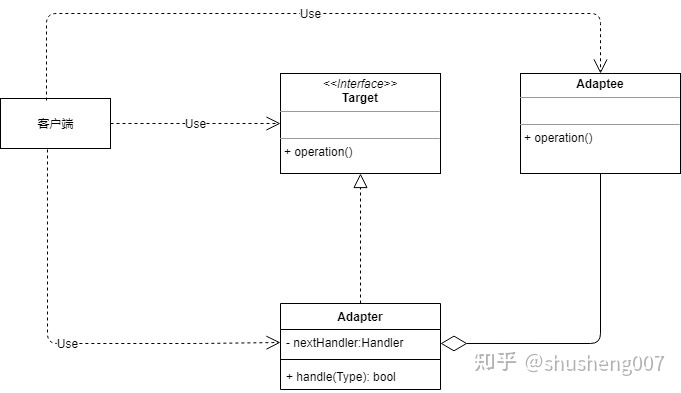 Use
<<Interface>>
Target
Adaptee
客户端
Use
+ operation()
+ operation()
Adapter
Use
- nextHandler:Handler
+ handle(Type): bool
知乎 @shusheng007